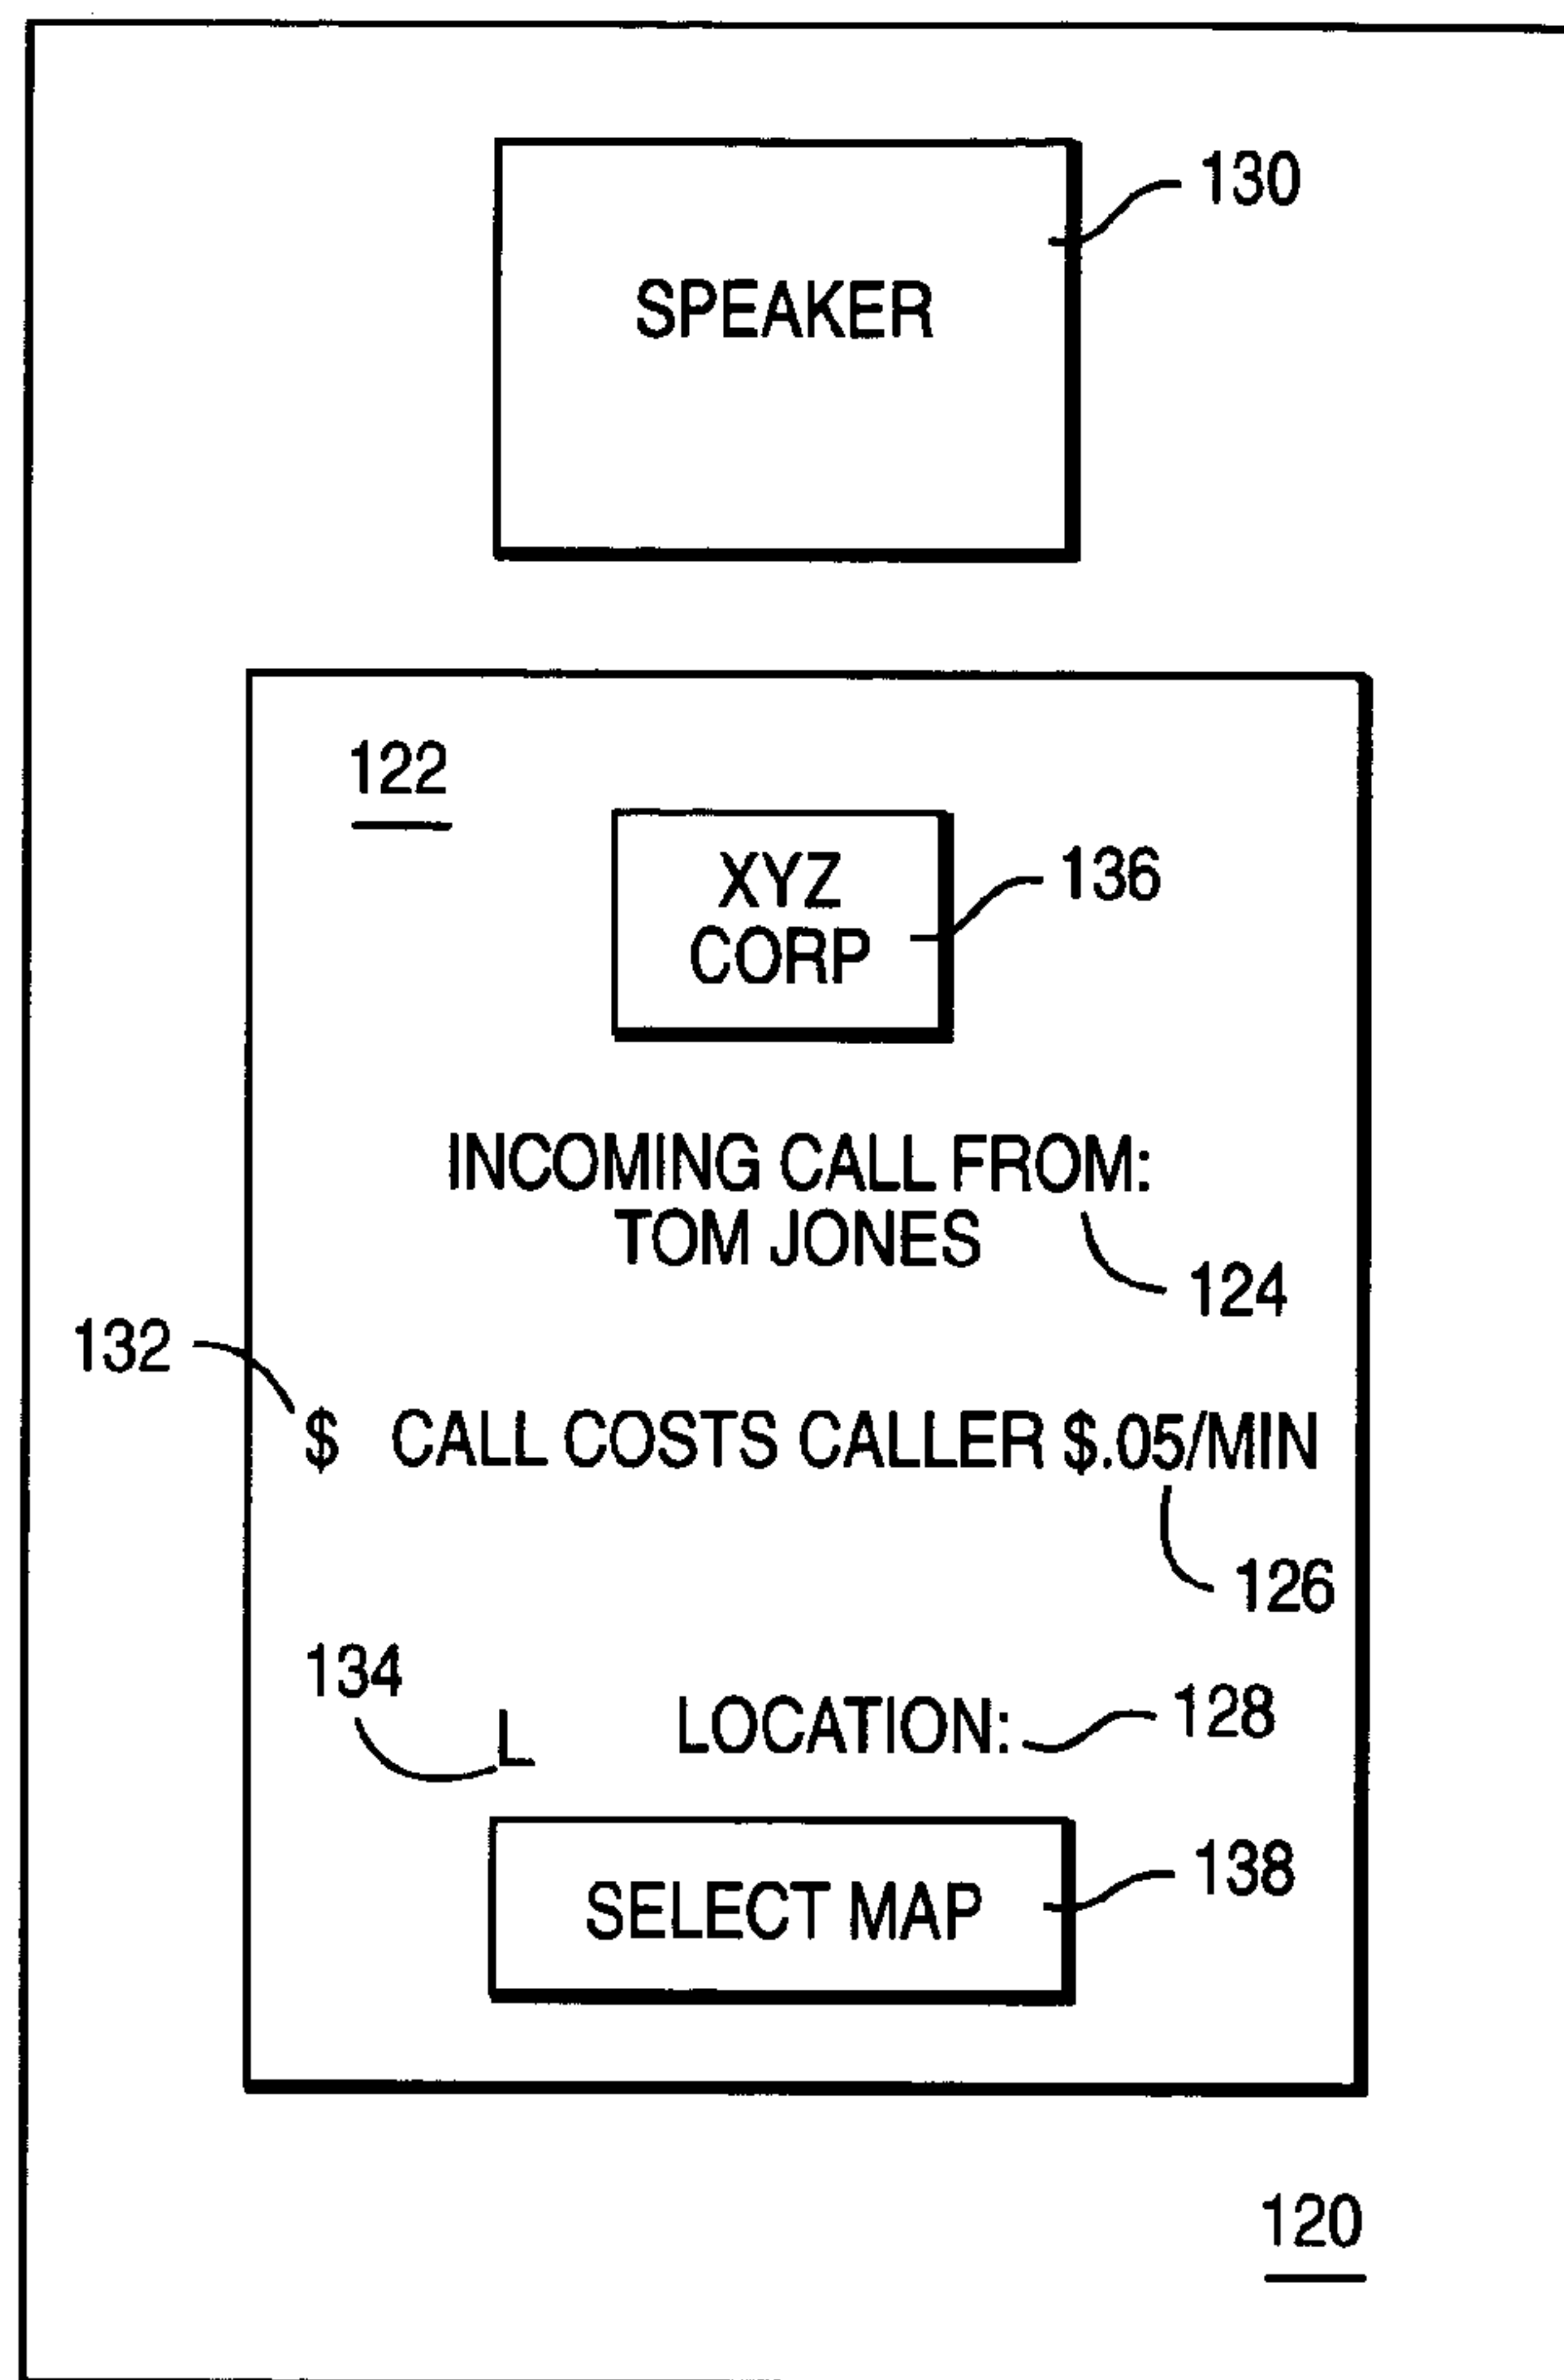 130
SPEAKER
122
XYZ
CORP
136
INCOMING CALL FROM:
TOM JONES
124
132
$ CALL COSTS CALLER $.05/MIN
126
134
L LOCATION:
128
SELECT MAP
138
120